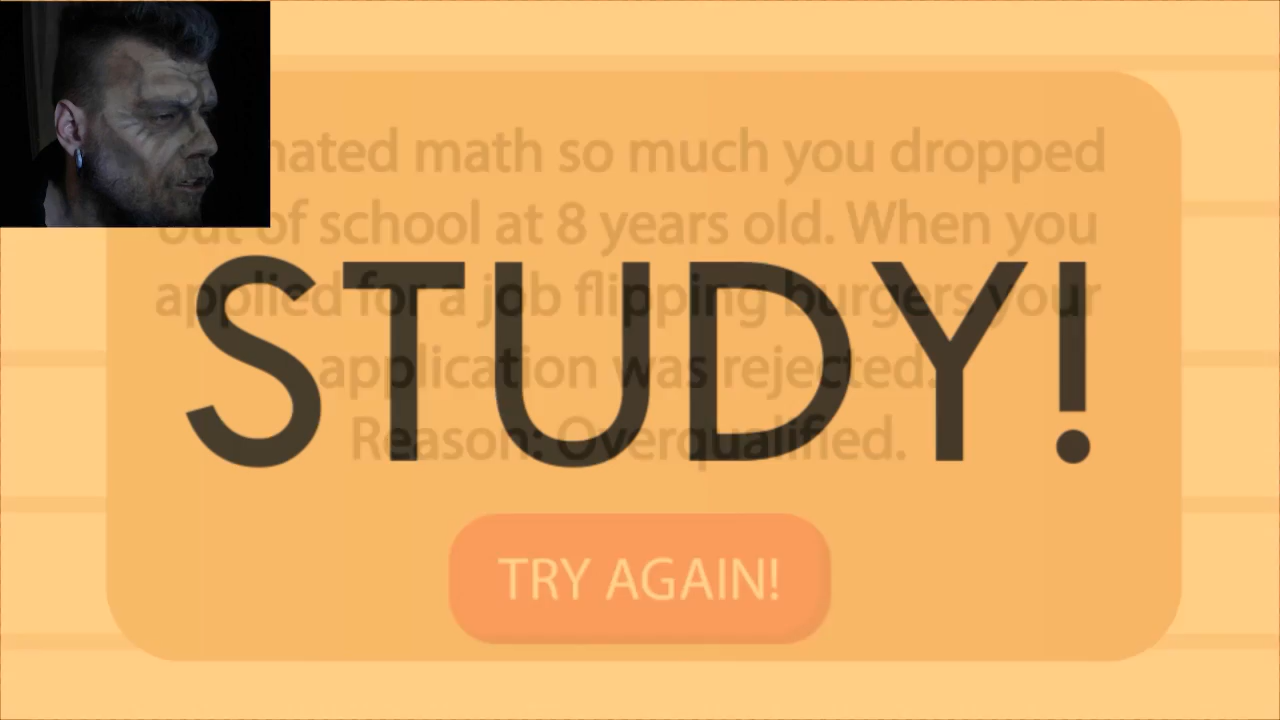 hated math so much you dropped
out of school at 8 years old. When you
applied for a job flipping burgers your
application was rejected.
Reason: Overqualified.
STUDY!
TRY AGAIN!